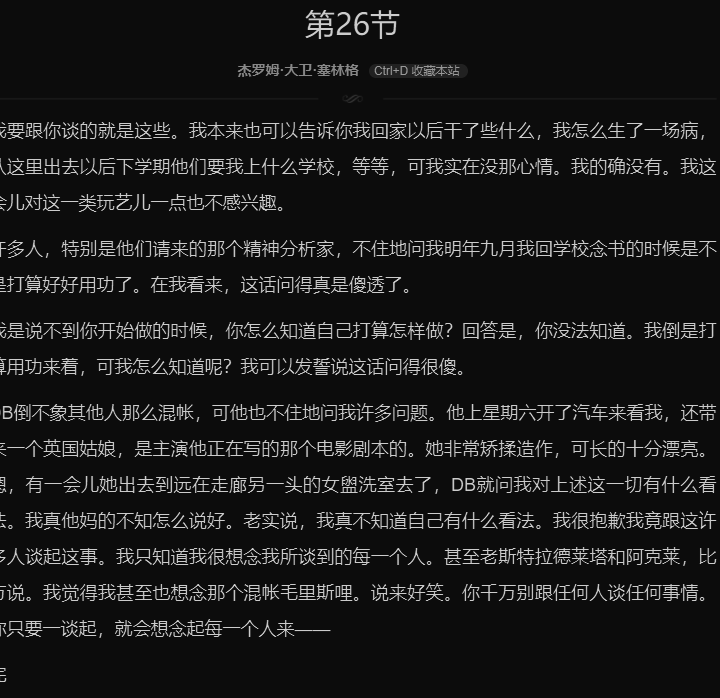 第26节
杰罗姆·大卫·塞林格 Ctrl+D 收藏本站
我要跟你谈的就是这些。我本来也可以告诉你我回家以后干了些什么，我怎么生了一场病，
从这里出去以后下学期他们要我上什么学校，等等，可我实在没那心情。我的确没有。我这
会儿对这一类玩艺儿一点也不感兴趣。
许多人，特别是他们请来的那个精神分析家，不住地问我明年九月我回学校念书的时候是不
是打算好好用功了。在我看来，这话问得真是傻透了。
我是说不到你开始做的时候，你怎么知道自己打算怎样做？回答是，你没法知道。我倒是打
算用功来着，可我怎么知道呢？我可以发誓说这话问得很傻。
DB倒不象其他人那么混帐，可他也不住地问我许多问题。他上星期六开了汽车来看我，还带
来一个英国姑娘，是主演他正在写的那个电影剧本的。她非常矫揉造作，可长的十分漂亮。
嗯，有一会儿她出去到远在走廊另一头的女盥洗室去了，DB就问我对上述这一切有什么看
法。我真他妈的不知怎么说好。老实说，我真不知道自己有什么看法。我很抱歉我竟跟这许
多人谈起这事。我只知道我很想念我所谈到的每一个人。甚至老斯特拉德莱塔和阿克莱，比
方说。我觉得我甚至也想念那个混帐毛里斯哩。说来好笑。你千万别跟任何人谈任何事情。
你只要一谈起，就会想念起每一个人来——
完